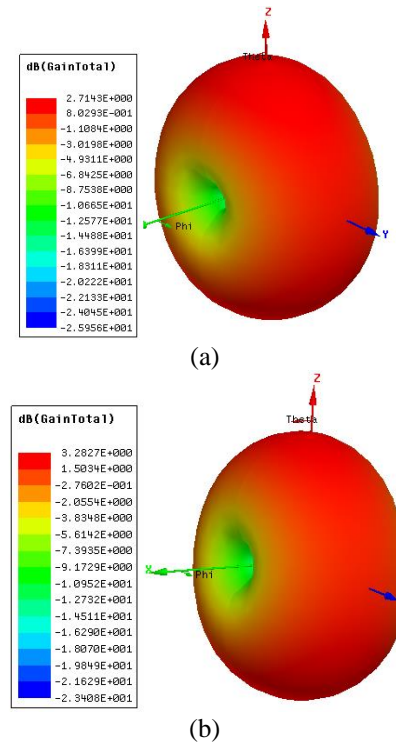 dB(GainTotal)
2.7143E+000
8.0293E-001
-1.1084E+000
-3.0198E+000
-4.9311E+000
-6.8425E+000
-8.7538E+000
-1.0665E+001
-1.2577E+001
-1.4488E+001
-1.6399E+001
-1.8311E+001
-2.0222E+001
-2.2133E+001
-2.4045E+001
-2.5956E+001
Z
Theta
Phi
Y
(a)
dB(GainTotal)
3.2827E+000
1.5034E+000
-2.7602E-001
-2.0554E+000
-3.8348E+000
-5.6142E+000
-7.3935E+000
-9.1729E+000
-1.0952E+001
-1.2732E+001
-1.4511E+001
-1.6290E+001
-1.8070E+001
-1.9849E+001
-2.1629E+001
-2.3408E+001
Z
Theta
X
Phi
(b)